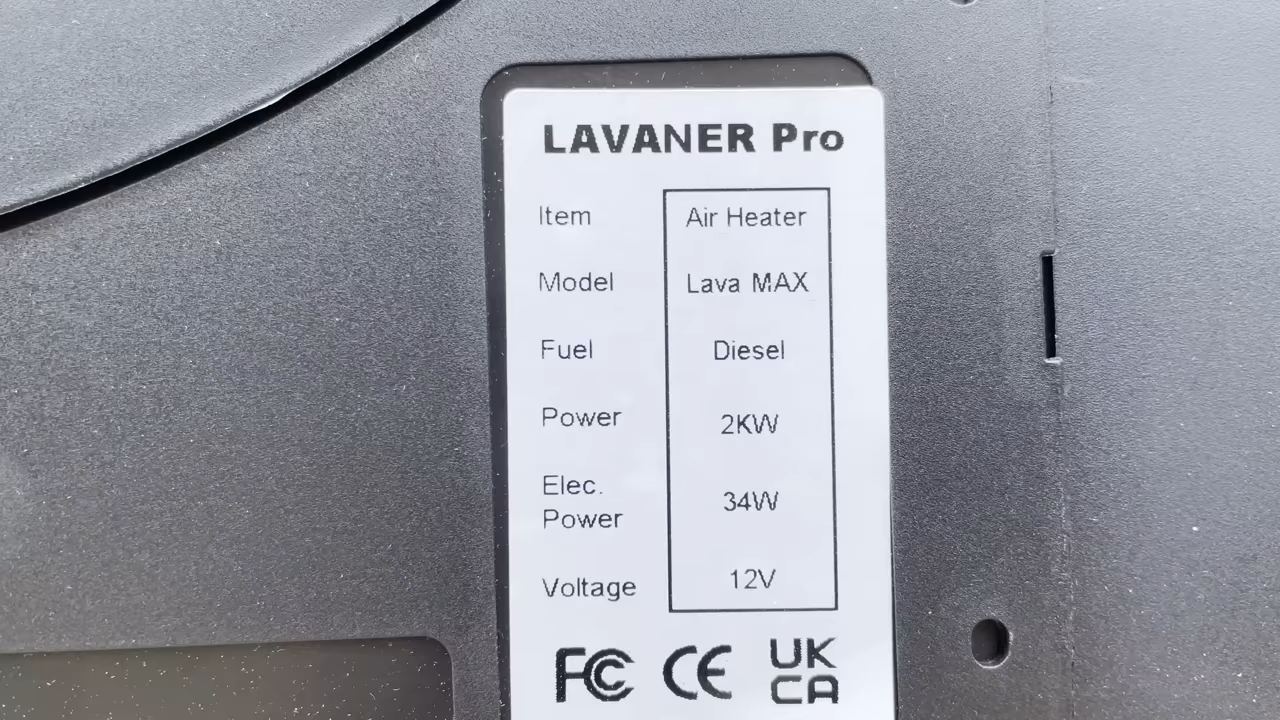 LAVANER Pro
Item Air Heater
Model Lava MAX
Fuel Diesel
Power 2KW
Elec. Power 34W
Voltage 12V
FC CE UK CA